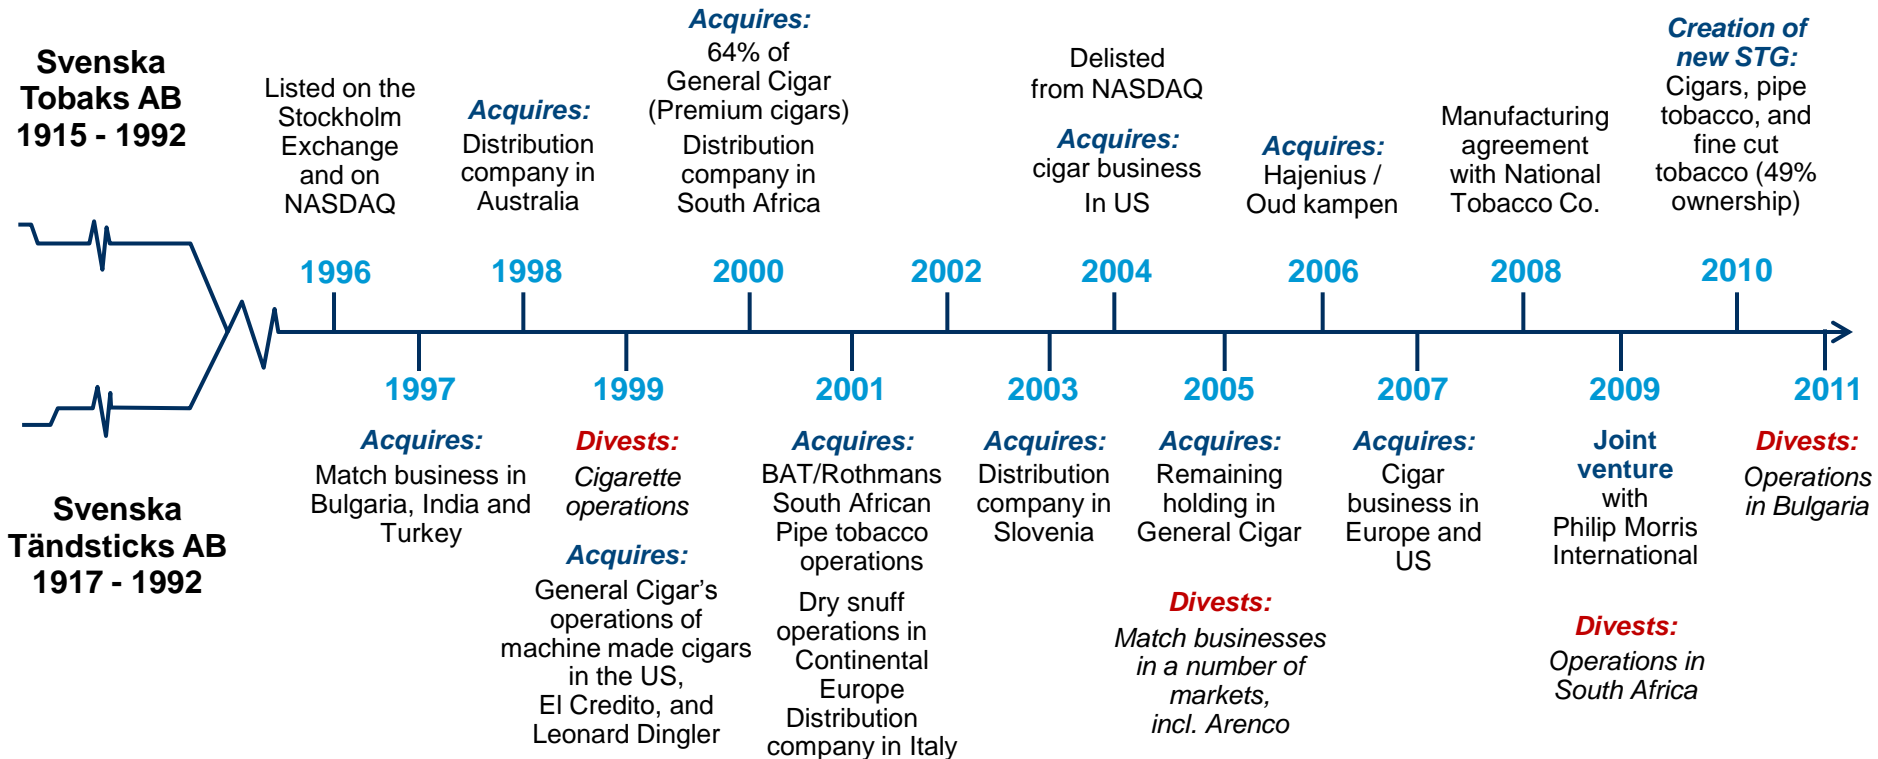 Svenska
Tobaks AB
1915 - 1992
Svenska
Tändsticks AB
1917 - 1992
1996
Listed on the
Stockholm
Exchange
and on
NASDAQ
1997
Acquires:
Match business in
Bulgaria, India and
Turkey
Acquires:
Distribution
company in
Australia
1998
1999
Divests:
Cigarette
operations
Acquires:
General Cigar’s
operations of
machine made cigars
in the US,
El Credito, and
Leonard Dingler
Acquires:
64% of
General Cigar
(Premium cigars)
Distribution
company in
South Africa
2000
2001
Acquires:
BAT/Rothmans
South African
Pipe tobacco
operations
Dry snuff
operations in
Continental
Europe
Distribution
company in Italy
2002
2003
Acquires:
Distribution
company in
Slovenia
Delisted
from NASDAQ
Acquires:
cigar business
In US
2004
2005
Acquires:
Remaining
holding in
General Cigar
Divests:
Match businesses
in a number of
markets,
incl. Arenco
Acquires:
Hajenius /
Oud kampen
2006
2007
Acquires:
Cigar
business in
Europe and
US
Manufacturing
agreement
with National
Tobacco Co.
2008
2009
Joint
venture
with
Philip Morris
International
Divests:
Operations in
South Africa
Creation of
new STG:
Cigars, pipe
tobacco, and
fine cut
tobacco (49%
ownership)
2010
2011
Divests:
Operations
in Bulgaria